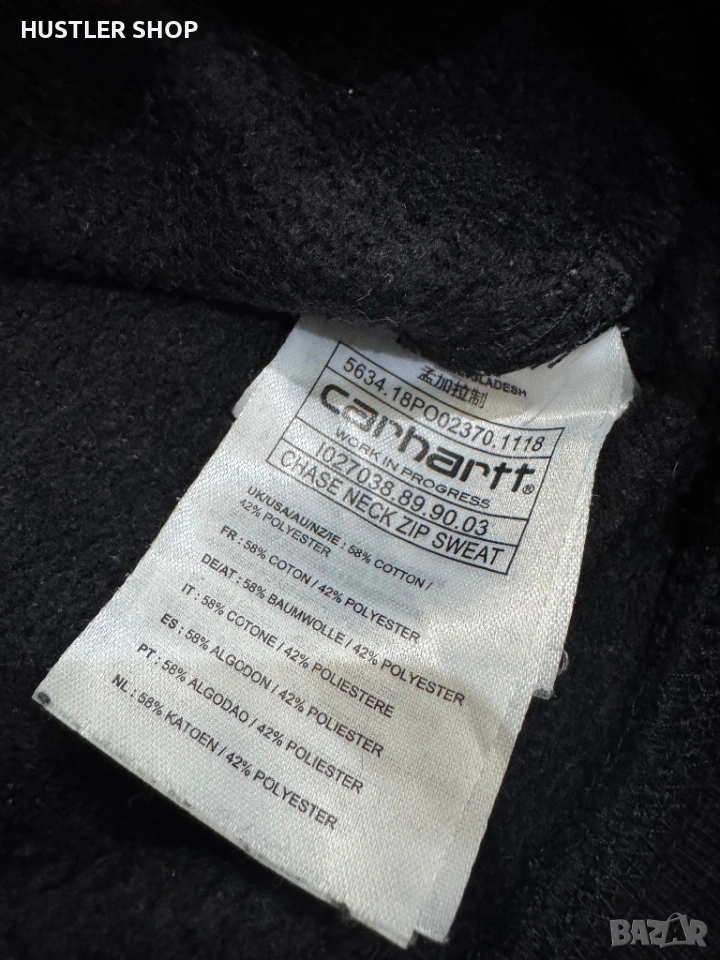 HUSTLER SHOP
BLADESH
孟加拉制
5634.18PO02370.1118
carhartt®
WORK IN PROGRESS
1027038.89.90.03
CHASE NECK ZIP SWEAT
UK/USA/AU/NZ/IE : 58% COTTON /
42% POLYESTER
FR : 58% COTON / 42% POLYESTER
DE/AT : 58% BAUMWOLLE / 42% POLYESTER
IT : 58% COTONE / 42% POLIESTERE
ES : 58% ALGODON / 42% POLIESTER
PT : 58% ALGODAO / 42% POLIESTER
NL : 58% KATOEN / 42% POLYESTER
BAZAR